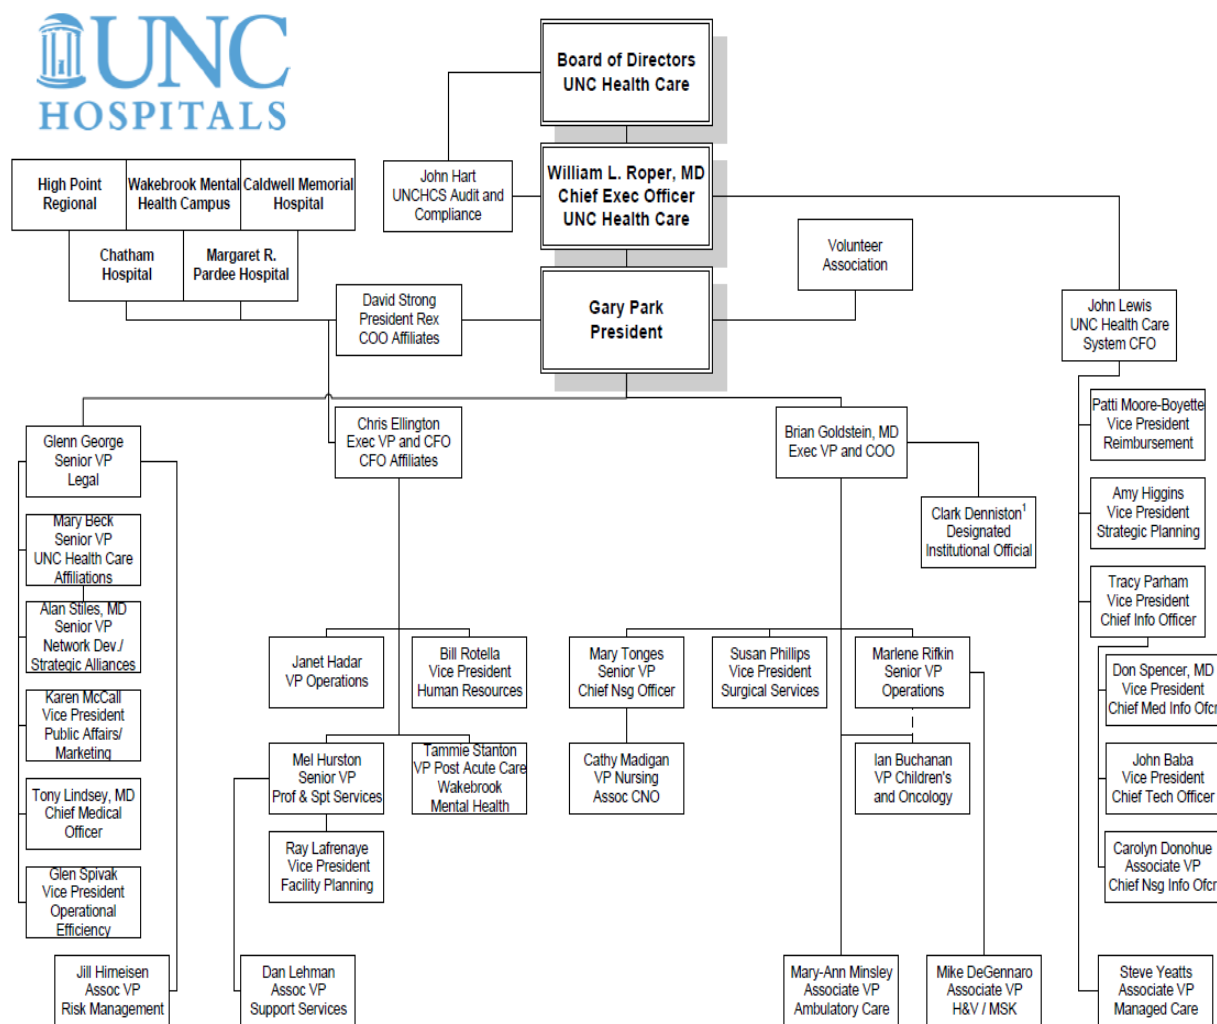 UNC
HOSPITALS
Board of Directors
UNC Health Care
High Point
Regional
Wakebrook Mental
Health Campus
Caldwell Memorial
Hospital
Chatham
Hospital
Margaret R.
Pardee Hospital
John Hart
UNCHCS Audit and
Compliance
William L. Roper, MD
Chief Exec Officer
UNC Health Care
Volunteer
Association
David Strong
President Rex
COO Affiliates
Gary Park
President
John Lewis
UNC Health Care
System CFO
Glenn George
Senior VP
Legal
Chris Ellington
Exec VP and CFO
CFO Affiliates
Brian Goldstein, MD
Exec VP and COO
Patti Moore-Boyette
Vice President
Reimbursement
Mary Beck
Senior VP
UNC Health Care
Affiliations
Clark Denniston¹
Designated
Institutional Official
Amy Higgins
Vice President
Strategic Planning
Alan Stiles, MD
Senior VP
Network Dev./
Strategic Alliances
Tracy Parham
Vice President
Chief Info Officer
Janet Hadar
VP Operations
Bill Rotella
Vice President
Human Resources
Mary Tonges
Senior VP
Chief Nsg Officer
Susan Phillips
Vice President
Surgical Services
Marlene Rifkin
Senior VP
Operations
Don Spencer, MD
Vice President
Chief Med Info Ofcr
Karen McCall
Vice President
Public Affairs/
Marketing
Mel Hurston
Senior VP
Prof & Spt Services
Tammie Stanton
VP Post Acute Care
Wakebrook
Mental Health
Cathy Madigan
VP Nursing
Assoc CNO
Ian Buchanan
VP Children's
and Oncology
John Baba
Vice President
Chief Tech Officer
Tony Lindsey, MD
Chief Medical
Officer
Ray Lafrenaye
Vice President
Facility Planning
Carolyn Donohue
Associate VP
Chief Nsg Info Ofcr
Glen Spivak
Vice President
Operational
Efficiency
Jill Himeisen
Assoc VP
Risk Management
Dan Lehman
Assoc VP
Support Services
Mary-Ann Minsley
Associate VP
Ambulatory Care
Mike DeGennaro
Associate VP
H&V / MSK
Steve Yeatts
Associate VP
Managed Care